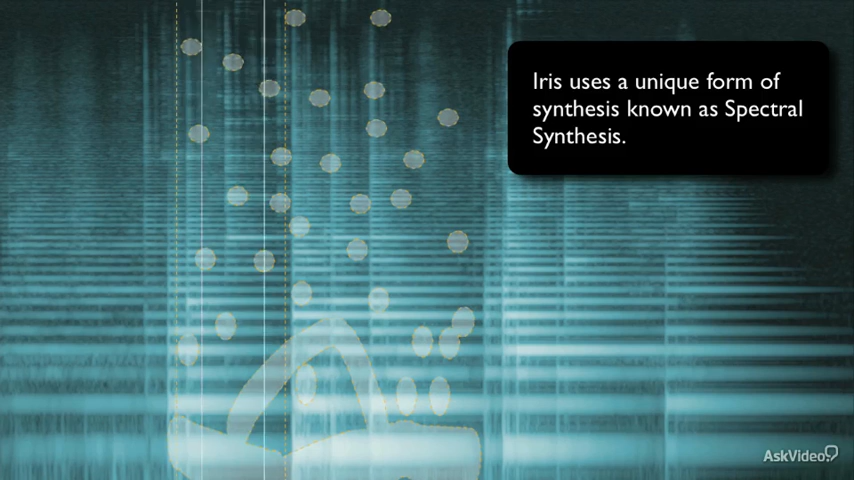 Iris uses a unique form of
synthesis known as Spectral
Synthesis.
AskVideo